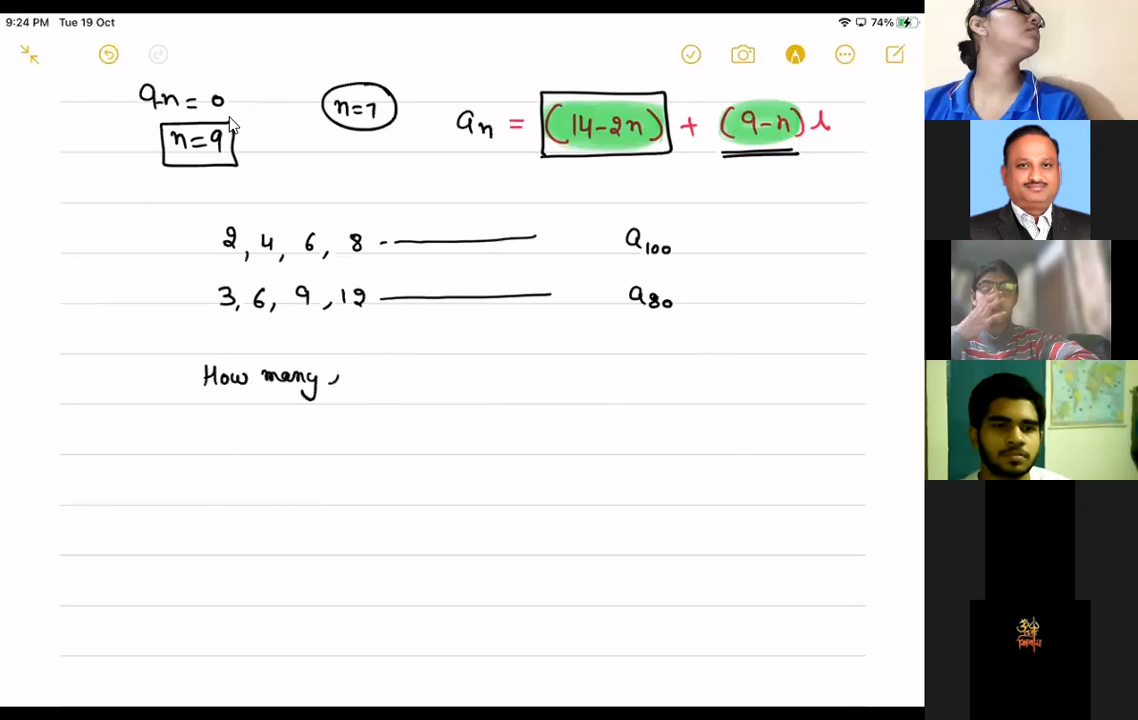 9:24 PM Tue 19 Oct
74%
an = 0
n=7
an = (14-2n) + (9-n) i
n=9
2, 4, 6, 8 ------ a100
3, 6, 9, 12 ------ a80
How many